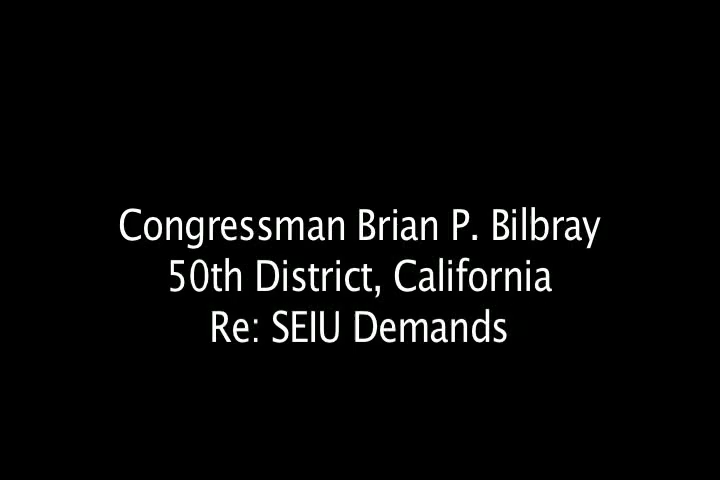 Congressman Brian P. Bilbray
50th District, California
Re: SEIU Demands